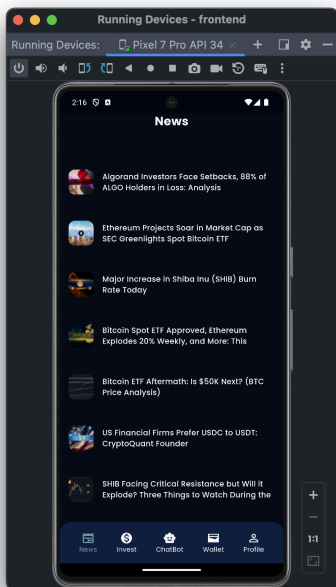 Running Devices - frontend
Running Devices:
Pixel 7 Pro API 34
2:16
News
Algorand Investors Face Setbacks, 88% of
ALGO Holders in Loss: Analysis
Ethereum Projects Soar in Market Cap as
SEC Greenlights Spot Bitcoin ETF
Major Increase in Shiba Inu (SHIB) Burn
Rate Today
Bitcoin Spot ETF Approved, Ethereum
Explodes 20% Weekly, and More: This
Bitcoin ETF Aftermath: Is $50K Next? (BTC
Price Analysis)
US Financial Firms Prefer USDC to USDT:
CryptoQuant Founder
SHIB Facing Critical Resistance but Will it
Explode? Three Things to Watch During the
News Invest ChatBot Wallet Profile
1:1